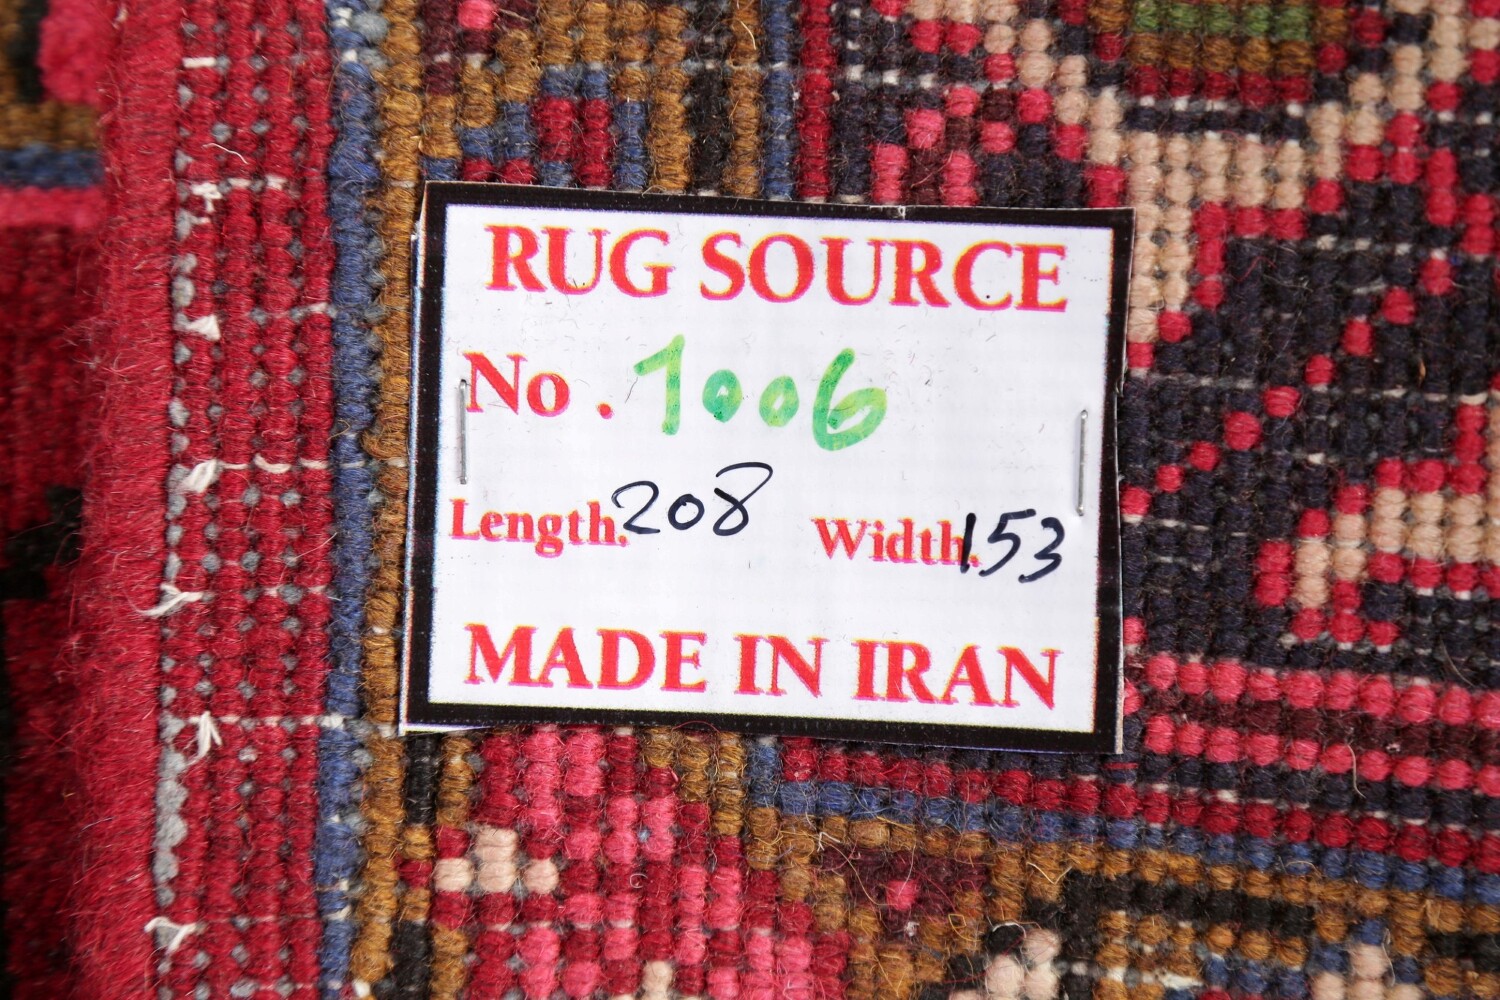 RUG SOURCE
No. 1006
Length. 208 Width. 153
MADE IN IRAN